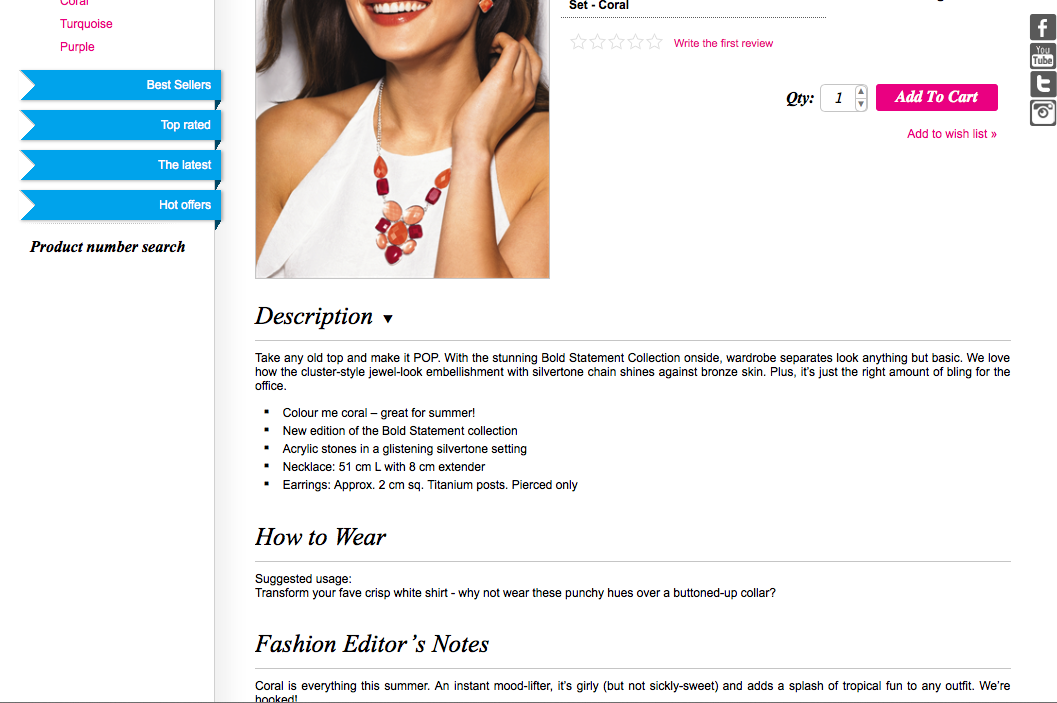 Coral
Turquoise
Purple
Best Sellers
Top rated
The latest
Hot offers
Product number search
Set - Coral
Write the first review
Qty: 1
Add To Cart
Add to wish list »
You
Tube
Description ▼
Take any old top and make it POP. With the stunning Bold Statement Collection onside, wardrobe separates look anything but basic. We love
how the cluster-style jewel-look embellishment with silvertone chain shines against bronze skin. Plus, it's just the right amount of bling for the
office.
▪ Colour me coral – great for summer!
▪ New edition of the Bold Statement collection
▪ Acrylic stones in a glistening silvertone setting
▪ Necklace: 51 cm L with 8 cm extender
▪ Earrings: Approx. 2 cm sq. Titanium posts. Pierced only
How to Wear
Suggested usage:
Transform your fave crisp white shirt - why not wear these punchy hues over a buttoned-up collar?
Fashion Editor's Notes
Coral is everything this summer. An instant mood-lifter, it's girly (but not sickly-sweet) and adds a splash of tropical fun to any outfit. We're
hooked!